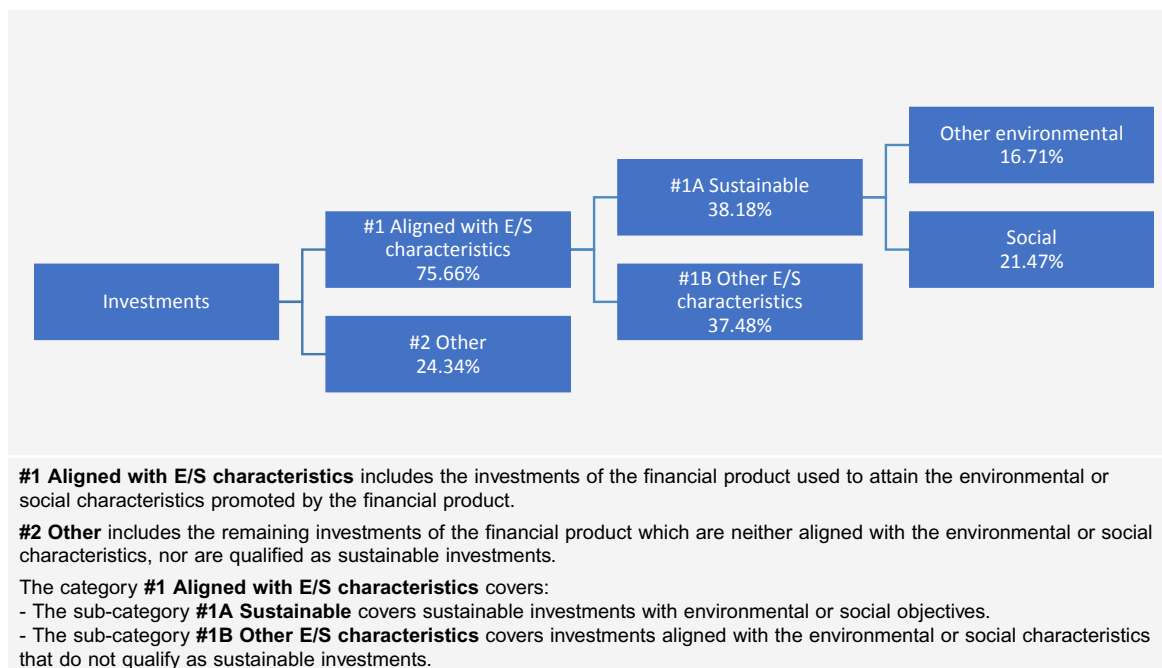 Other environmental
16.71%
#1A Sustainable
38.18%
#1 Aligned with E/S
characteristics
75.66%
Social
21.47%
Investments
#1B Other E/S
characteristics
37.48%
#2 Other
24.34%
#1 Aligned with E/S characteristics includes the investments of the financial product used to attain the environmental or
social characteristics promoted by the financial product.
#2 Other includes the remaining investments of the financial product which are neither aligned with the environmental or social
characteristics, nor are qualified as sustainable investments.
The category #1 Aligned with E/S characteristics covers:
- The sub-category #1A Sustainable covers sustainable investments with environmental or social objectives.
- The sub-category #1B Other E/S characteristics covers investments aligned with the environmental or social characteristics
that do not qualify as sustainable investments.